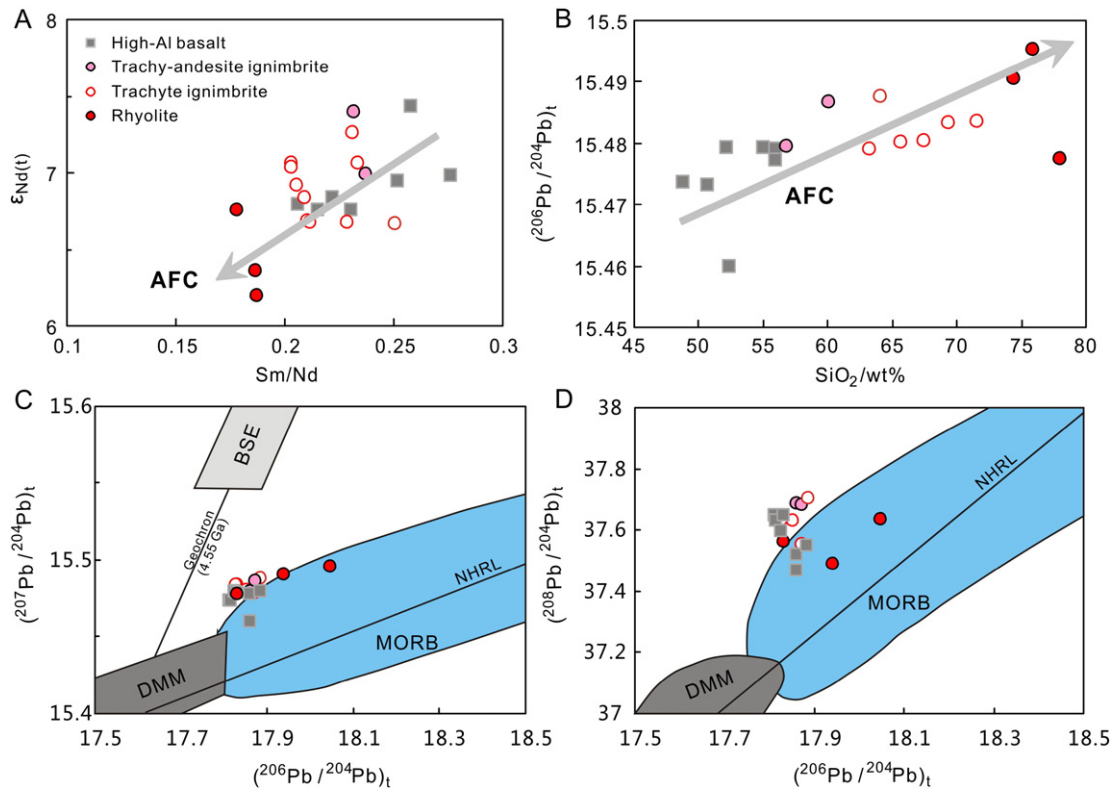 A
8
7
6
0.1
0.15
0.2
0.25
0.3
εNd(t)
Sm/Nd
High-Al basalt
Trachy-andesite ignimbrite
Trachyte ignimbrite
Rhyolite
AFC
B
15.5
15.49
15.48
15.47
15.46
15.45
45
50
55
60
65
70
75
80
(²⁰⁶Pb/²⁰⁴Pb)t
SiO₂/wt%
AFC
C
15.6
15.5
15.4
17.5
17.7
17.9
18.1
18.3
18.5
(²⁰⁷Pb/²⁰⁴Pb)t
(²⁰⁶Pb/²⁰⁴Pb)t
BSE
Geochron
(4.55 Ga)
NHRL
MORB
DMM
D
38
37.8
37.6
37.4
37.2
37
17.5
17.7
17.9
18.1
18.3
18.5
(²⁰⁸Pb/²⁰⁴Pb)t
(²⁰⁶Pb/²⁰⁴Pb)t
NHRL
MORB
DMM